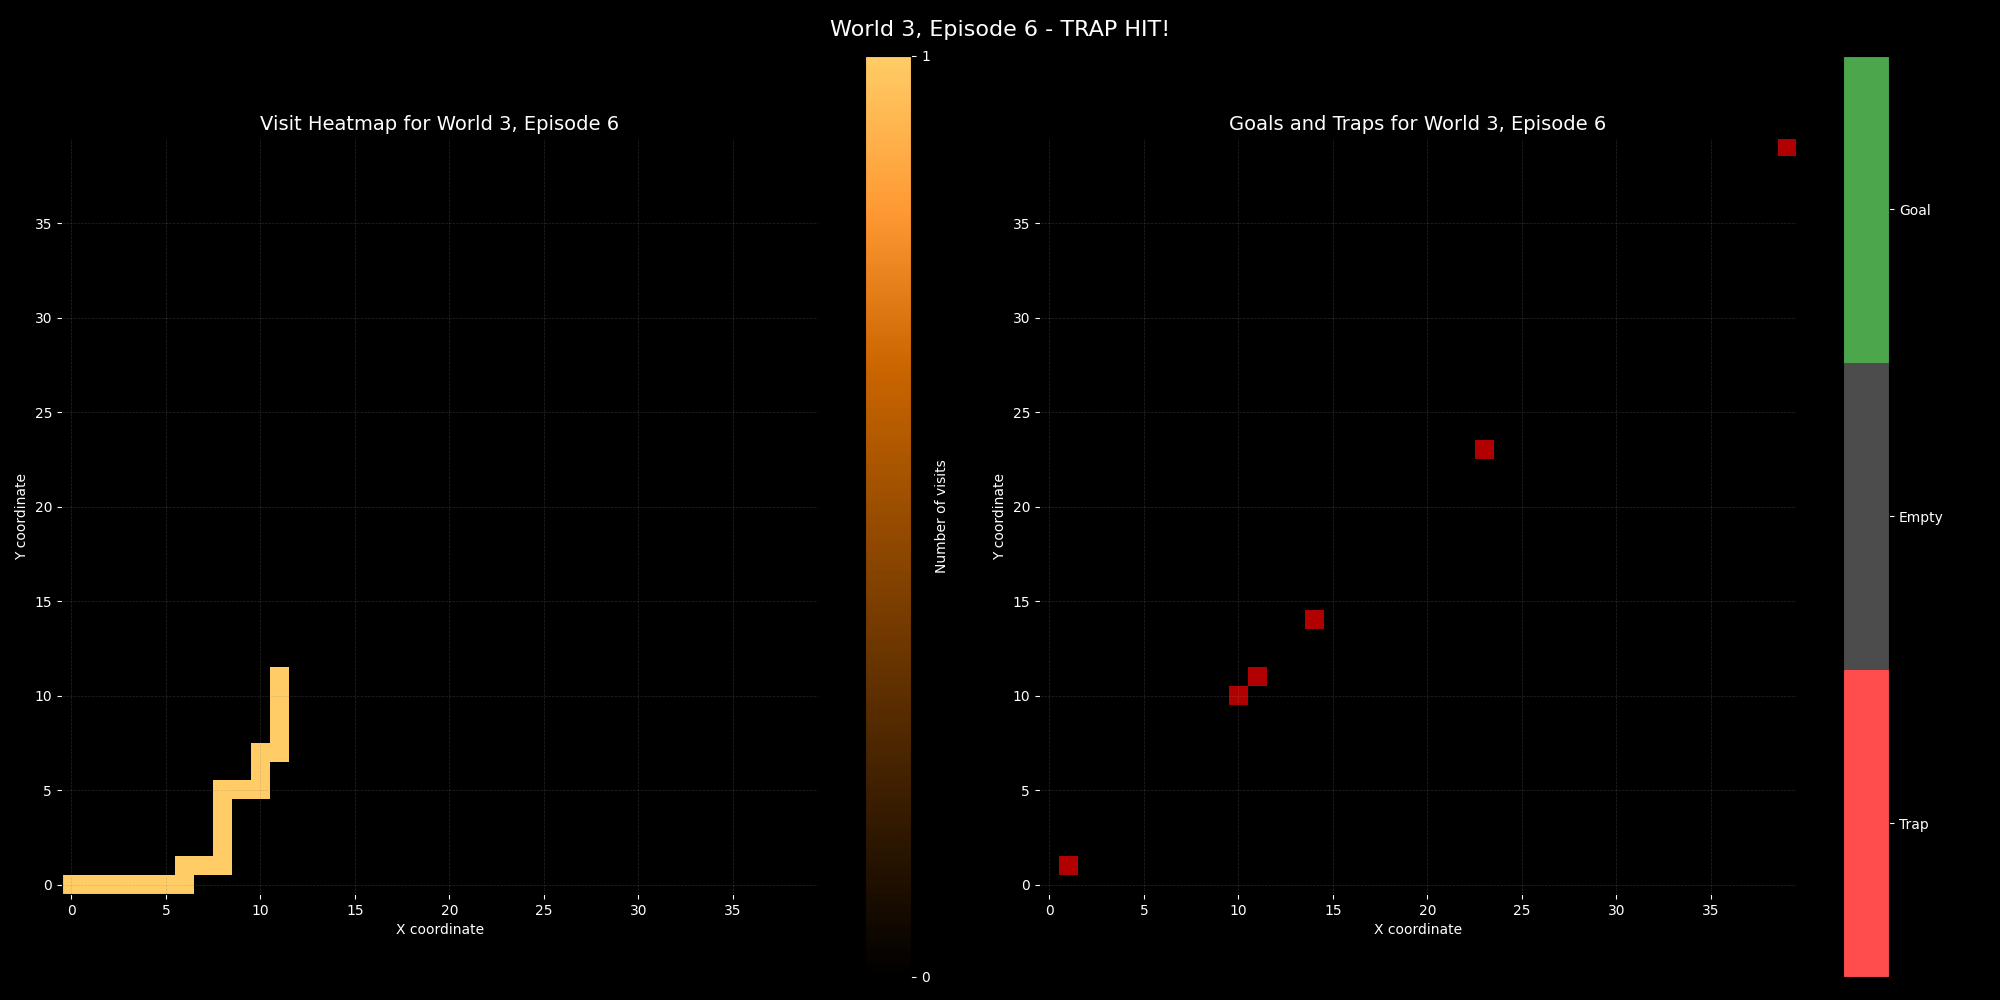 World 3, Episode 6 - TRAP HIT!
Visit Heatmap for World 3, Episode 6
35
30
25
20
15
10
5
0
Y coordinate
0 5 10 15 20 25 30 35
X coordinate
1
0
Number of visits
Goals and Traps for World 3, Episode 6
35
30
25
20
15
10
5
0
Y coordinate
0 5 10 15 20 25 30 35
X coordinate
Goal
Empty
Trap